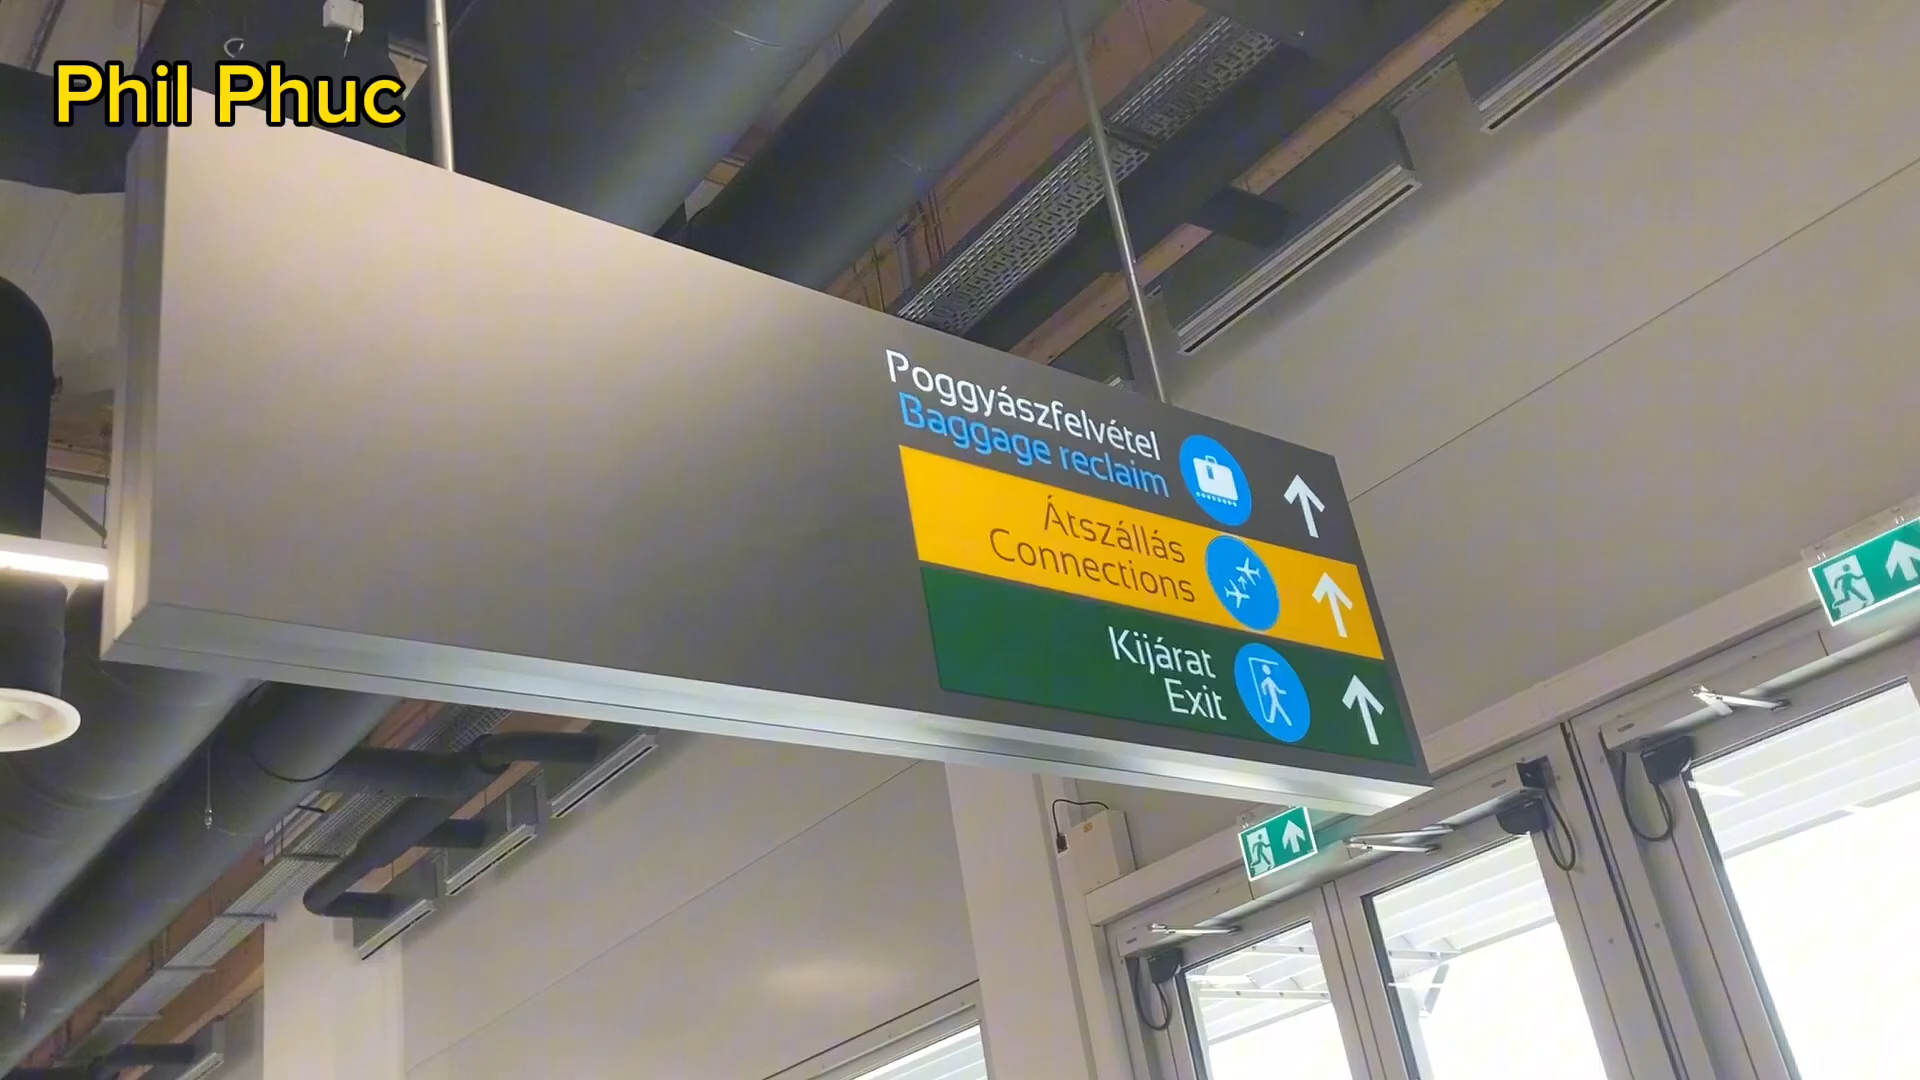 Phil Phuc
Poggyászfelvétel
Baggage reclaim
Átszállás
Connections
Kijárat
Exit